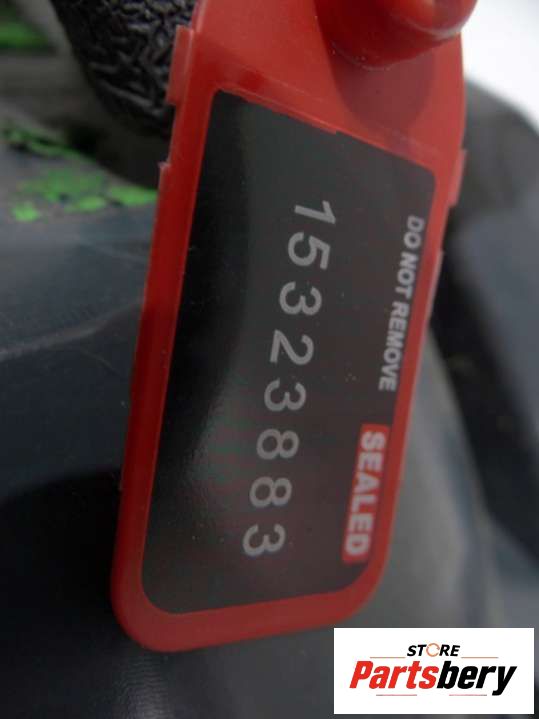 DO NOT REMOVE
SEALED
15323883
STORE
Partsbery